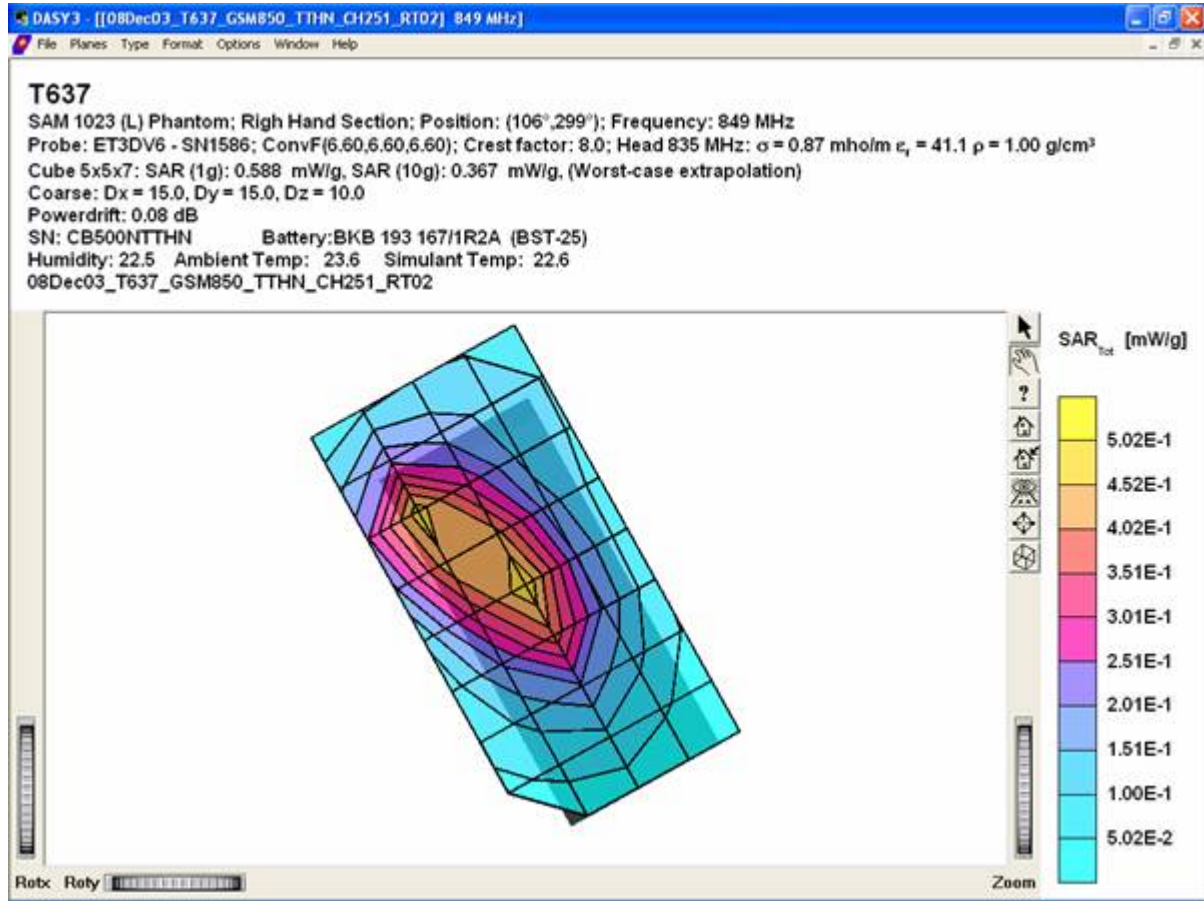 DASY3 - [[08Dec03_T637_GSM850_TTHN_CH251_RT02] 849 MHz]
File Planes Type Format Options Window Help
T637
SAM 1023 (L) Phantom; Righ Hand Section; Position: (106°,299°); Frequency: 849 MHz
Probe: ET3DV6 - SN1586; ConvF(6.60,6.60,6.60); Crest factor: 8.0; Head 835 MHz: σ = 0.87 mho/m εr = 41.1 ρ = 1.00 g/cm³
Cube 5x5x7: SAR (1g): 0.588 mW/g, SAR (10g): 0.367 mW/g, (Worst-case extrapolation)
Coarse: Dx = 15.0, Dy = 15.0, Dz = 10.0
Powerdrift: 0.08 dB
SN: CB500NTTHN Battery:BKB 193 167/1R2A (BST-25)
Humidity: 22.5 Ambient Temp: 23.6 Simulant Temp: 22.6
08Dec03_T637_GSM850_TTHN_CH251_RT02
SARTot [mW/g]
?
5.02E-1
4.52E-1
4.02E-1
3.51E-1
3.01E-1
2.51E-1
2.01E-1
1.51E-1
1.00E-1
5.02E-2
Rotx Roty Zoom